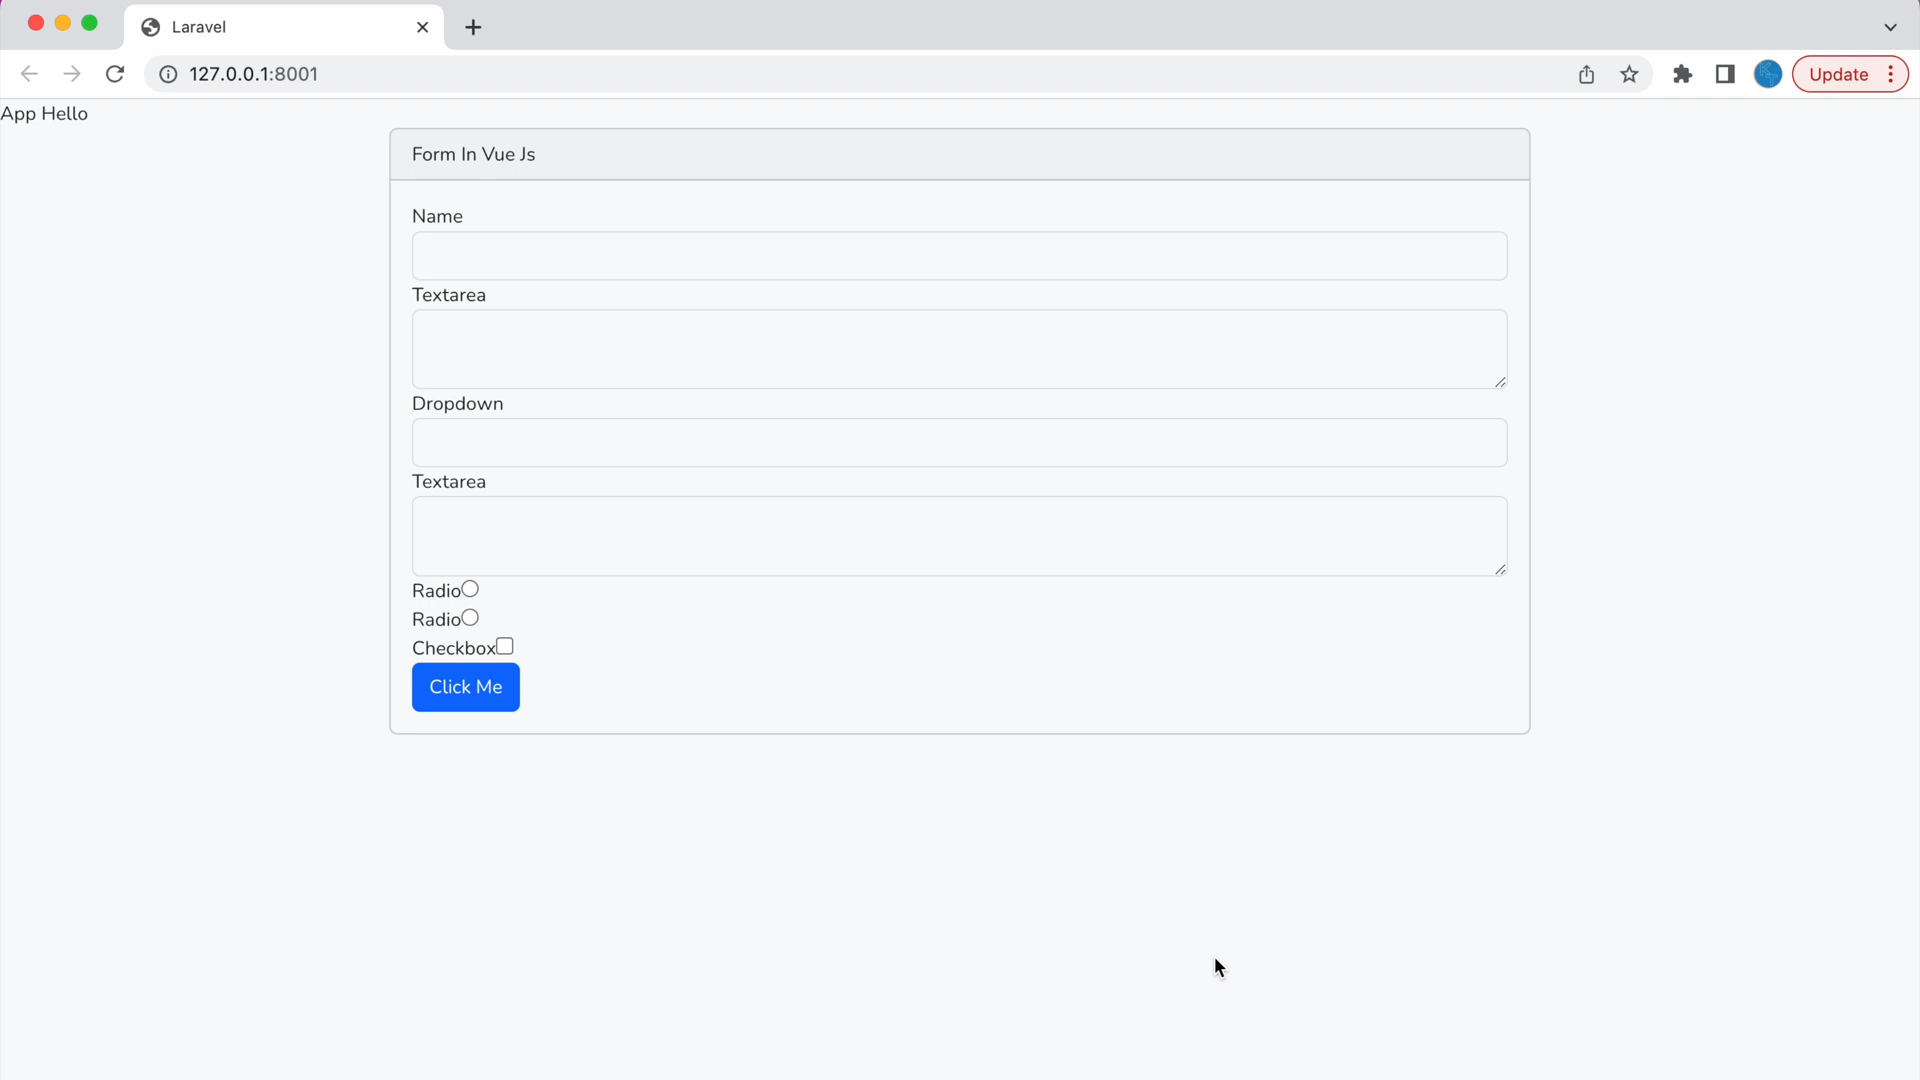 Laravel
127.0.0.1:8001
Update
App Hello
Form In Vue Js
Name
Textarea
Dropdown
Textarea
Radio
Radio
Checkbox
Click Me